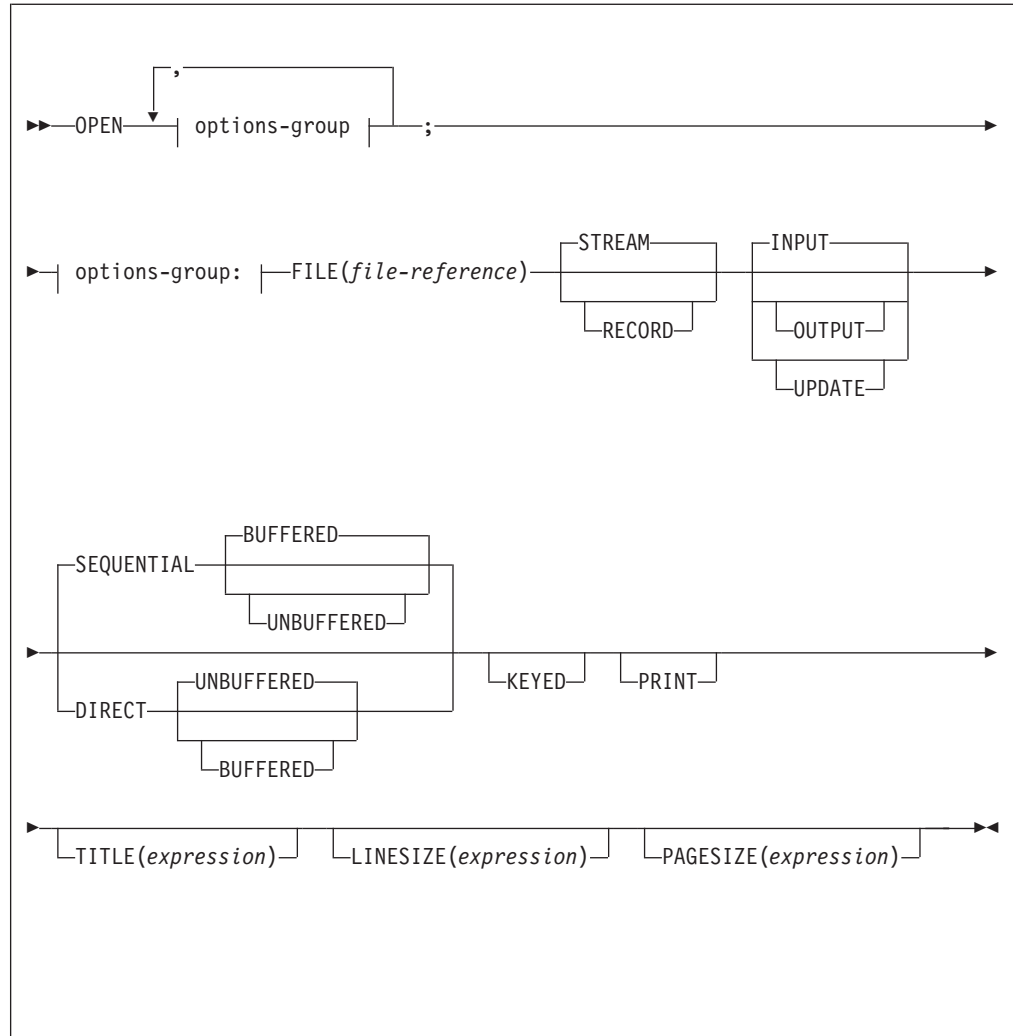 ,
OPEN options-group ;
STREAM INPUT
options-group: FILE(file-reference)
RECORD OUTPUT
UPDATE
BUFFERED
SEQUENTIAL
UNBUFFERED
KEYED PRINT
UNBUFFERED
DIRECT
BUFFERED
TITLE(expression) LINESIZE(expression) PAGESIZE(expression)